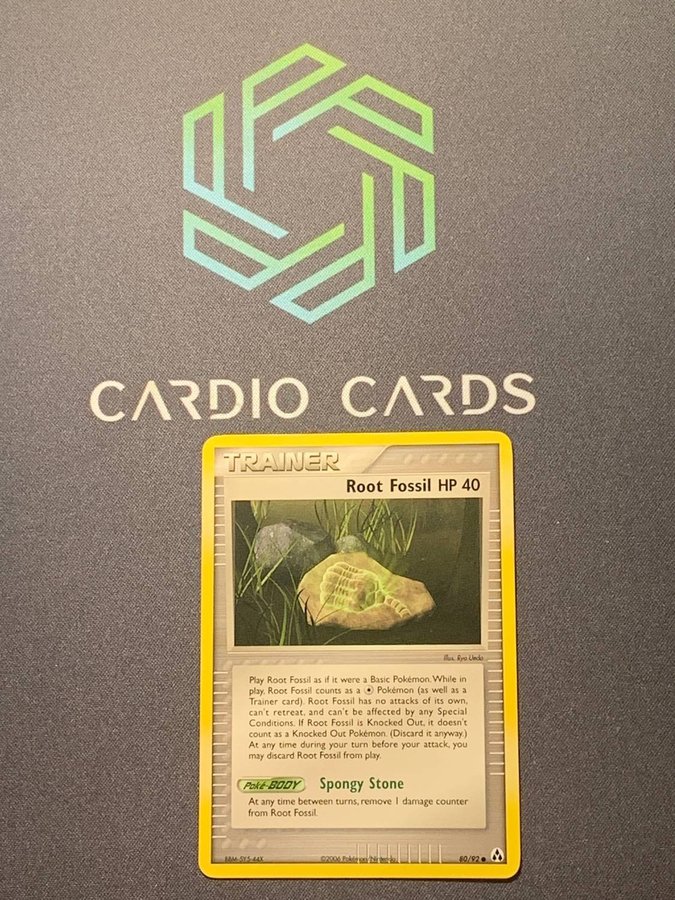 CARDIO CARDS
TRAINER
Root Fossil HP 40
Illus. Ryo Ueda
Play Root Fossil as if it were a Basic Pokémon. While in
play, Root Fossil counts as a Pokémon (as well as a
Trainer card). Root Fossil has no attacks of its own,
can't retreat, and can't be affected by any Special
Conditions. If Root Fossil is Knocked Out, it doesn't
count as a Knocked Out Pokémon. (Discard it anyway.)
At any time during your turn before your attack, you
may discard Root Fossil from play.
Poké-BODY Spongy Stone
At any time between turns, remove 1 damage counter
from Root Fossil.
BBM-SY5-44X ©2006 Pokémon/Nintendo. 80/92